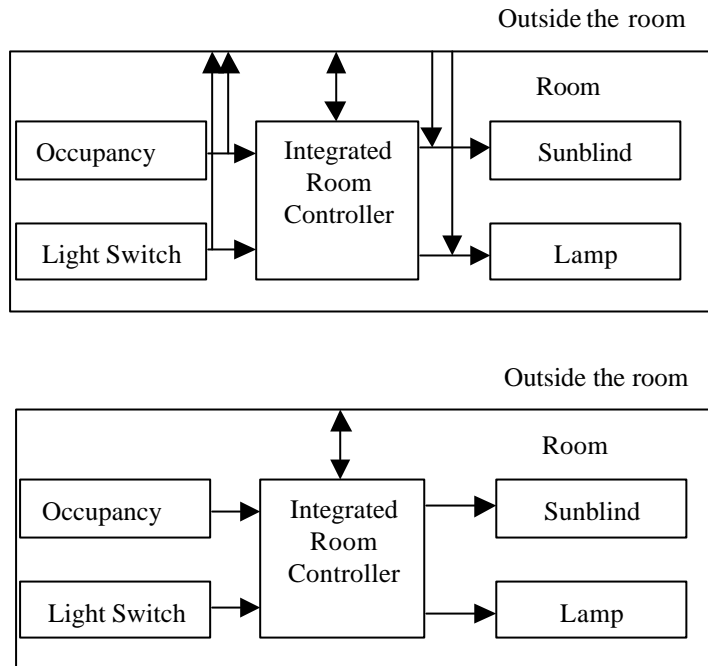 Outside the room
Room
Occupancy
Integrated
Room
Controller
Sunblind
Light Switch
Lamp
Outside the room
Room
Occupancy
Integrated
Room
Controller
Sunblind
Light Switch
Lamp